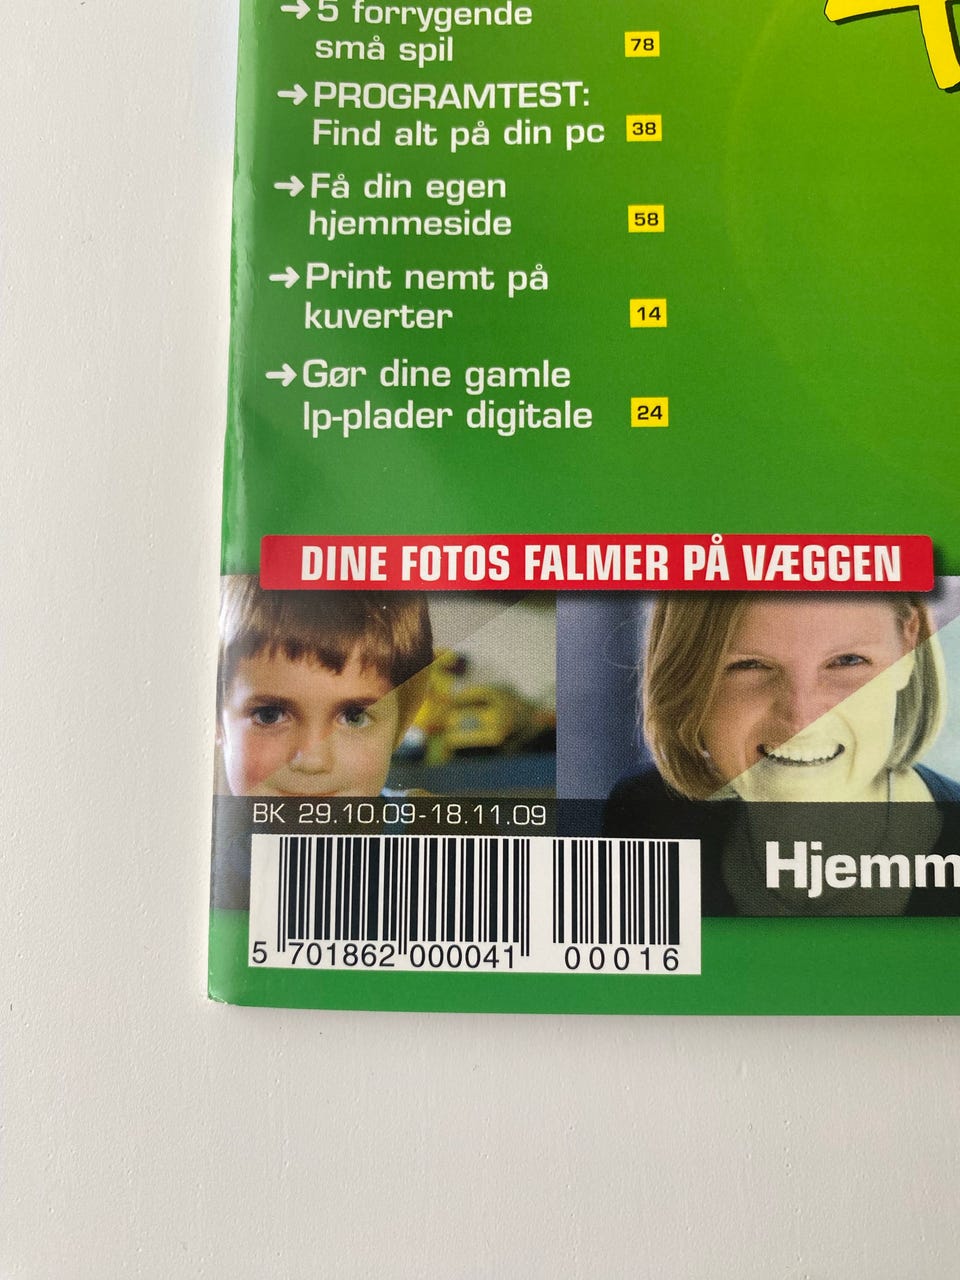 → 5 forrygende
små spil 78
→ PROGRAMTEST:
Find alt på din pc 38
→ Få din egen
hjemmeside 58
→ Print nemt på
kuverter 14
→ Gør dine gamle
lp-plader digitale 24
DINE FOTOS FALMER PÅ VÆGGEN
BK 29.10.09-18.11.09
Hjemm
5 701862 000041 00016